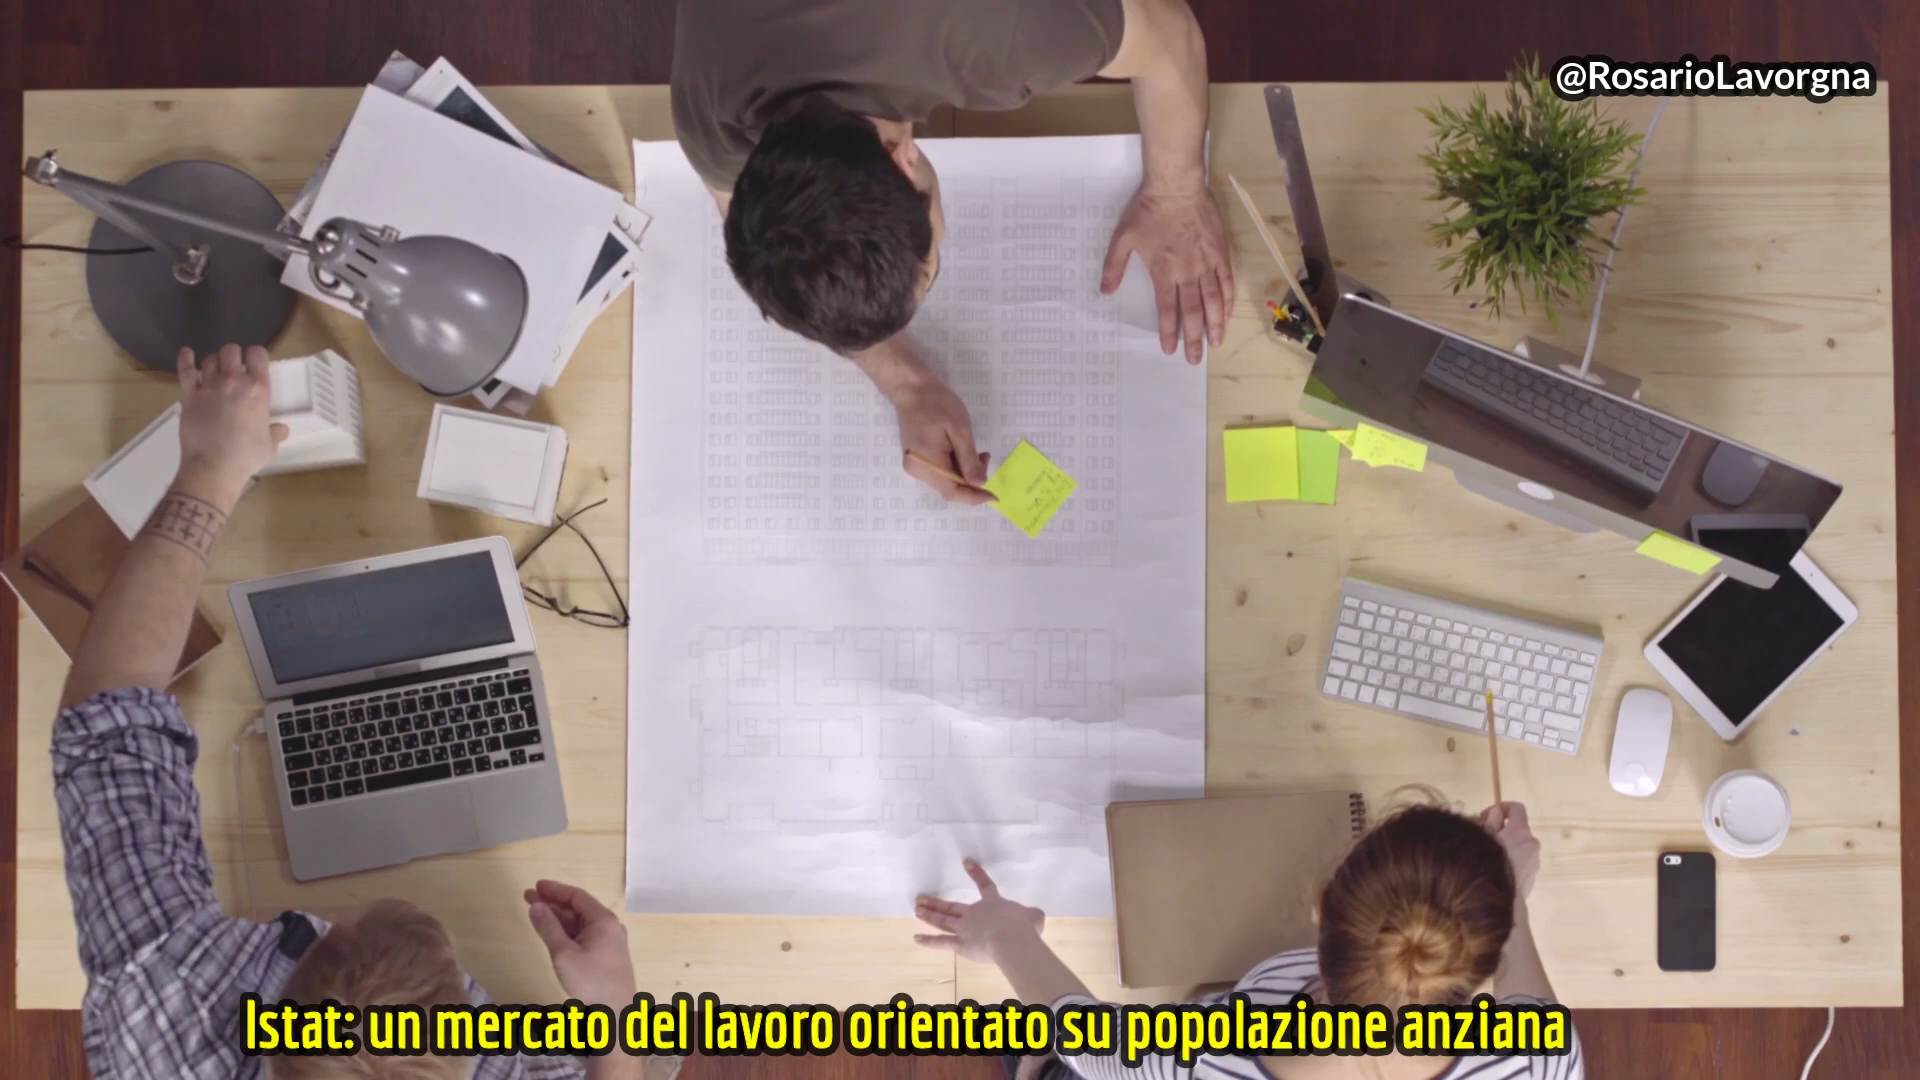 @RosarioLavorgna
Istat: un mercato del lavoro orientato su popolazione anziana